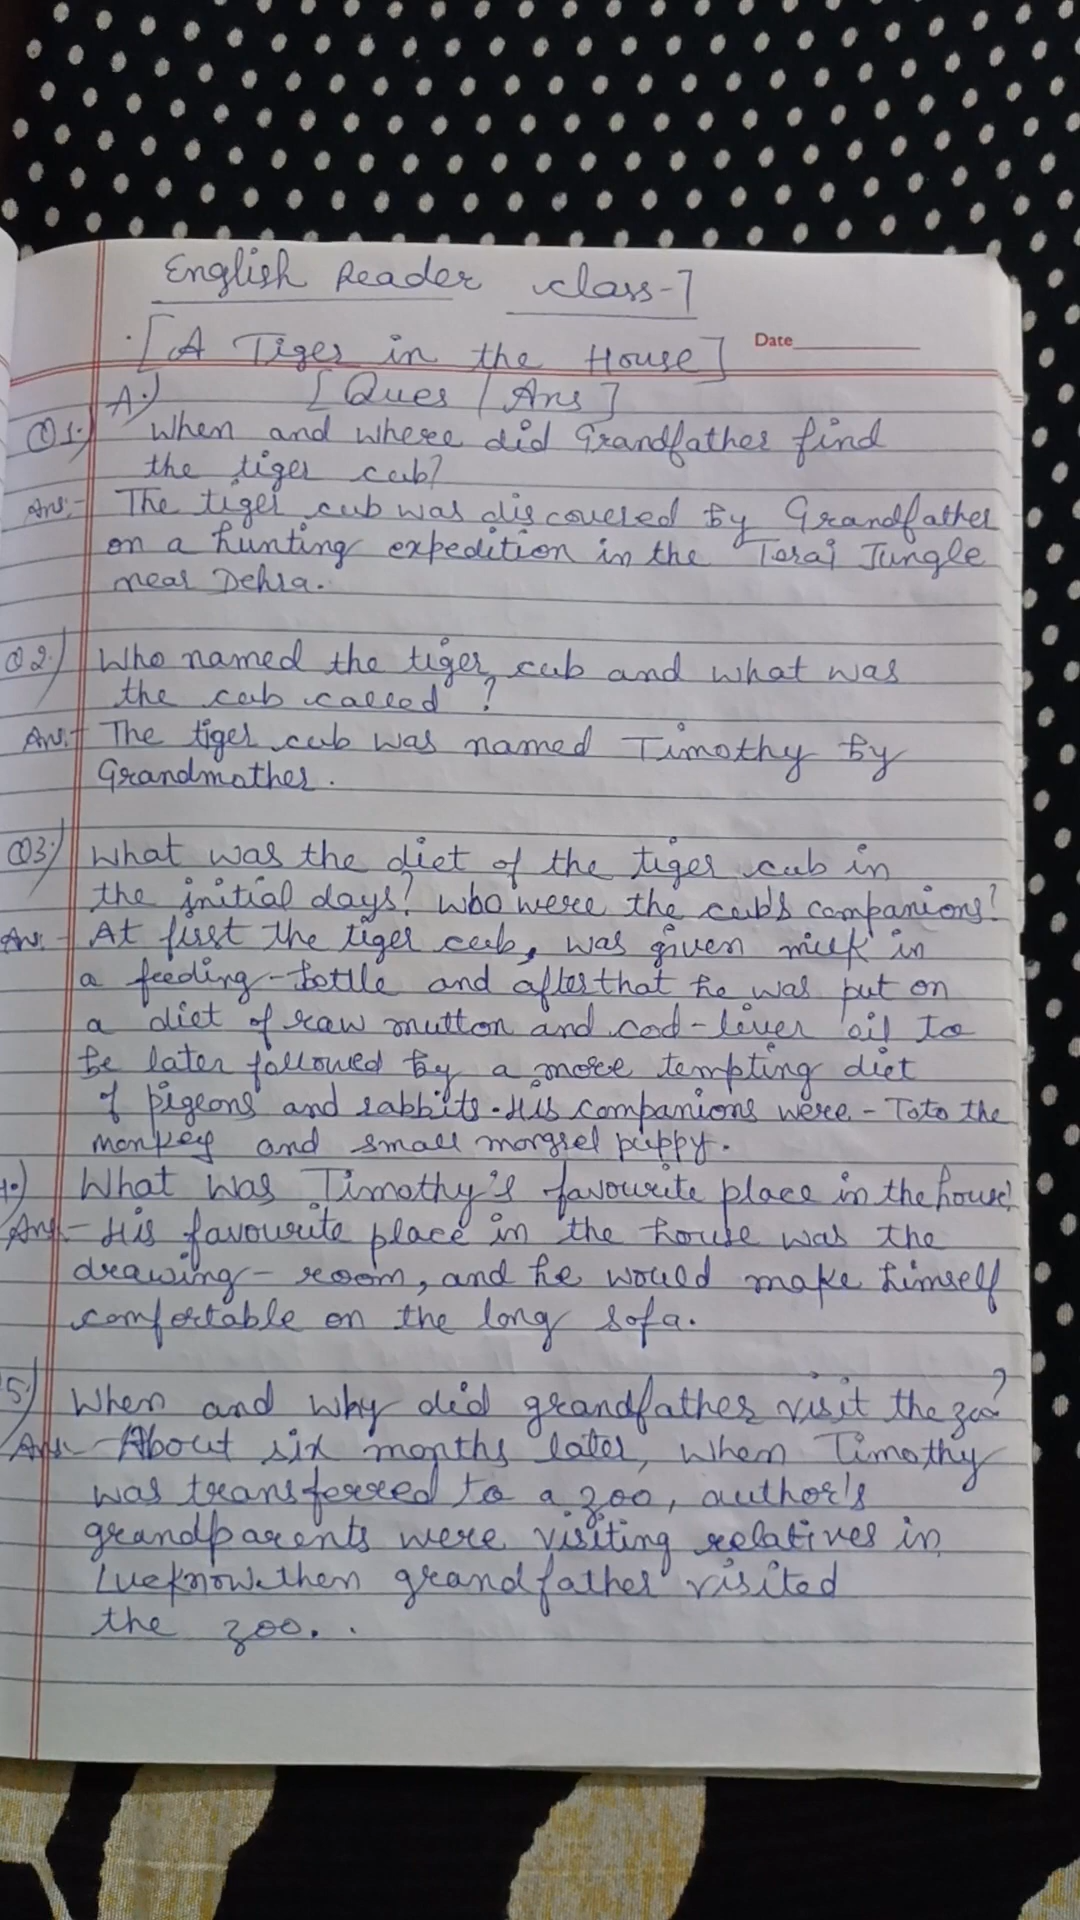 English Reader class-7
[A Tiger in the House]
Date
A.) [Ques / Ans]
Q1.) When and where did Grandfather find
the tiger cub?
Ans:- The tiger cub was discovered by Grandfather
on a hunting expedition in the Terai Jungle
near Dehra.
Q2.) Who named the tiger cub and what was
the cub called ?
Ans:- The tiger cub was named Timothy by
Grandmother.
Q3.) What was the diet of the tiger cub in
the initial days? Who were the cub's companions?
Ans. - At first the tiger cub, was given milk in
a feeding-bottle and after that he was put on
a diet of raw mutton and cod-liver oil to
be later followed by a more tempting diet
of pigeons and rabbits. His companions were - Toto the
monkey and small mongrel puppy.
What was Timothy's favourite place in the house?
Ans - His favourite place in the house was the
drawing-room, and he would make himself
comfortable on the long sofa.
5.) When and why did grandfather visit the zoo?
Ans. - About six months later, when Timothy
was transferred to a zoo, author's
grandparents were visiting relatives in
Lucknow. then grandfather visited
the zoo.